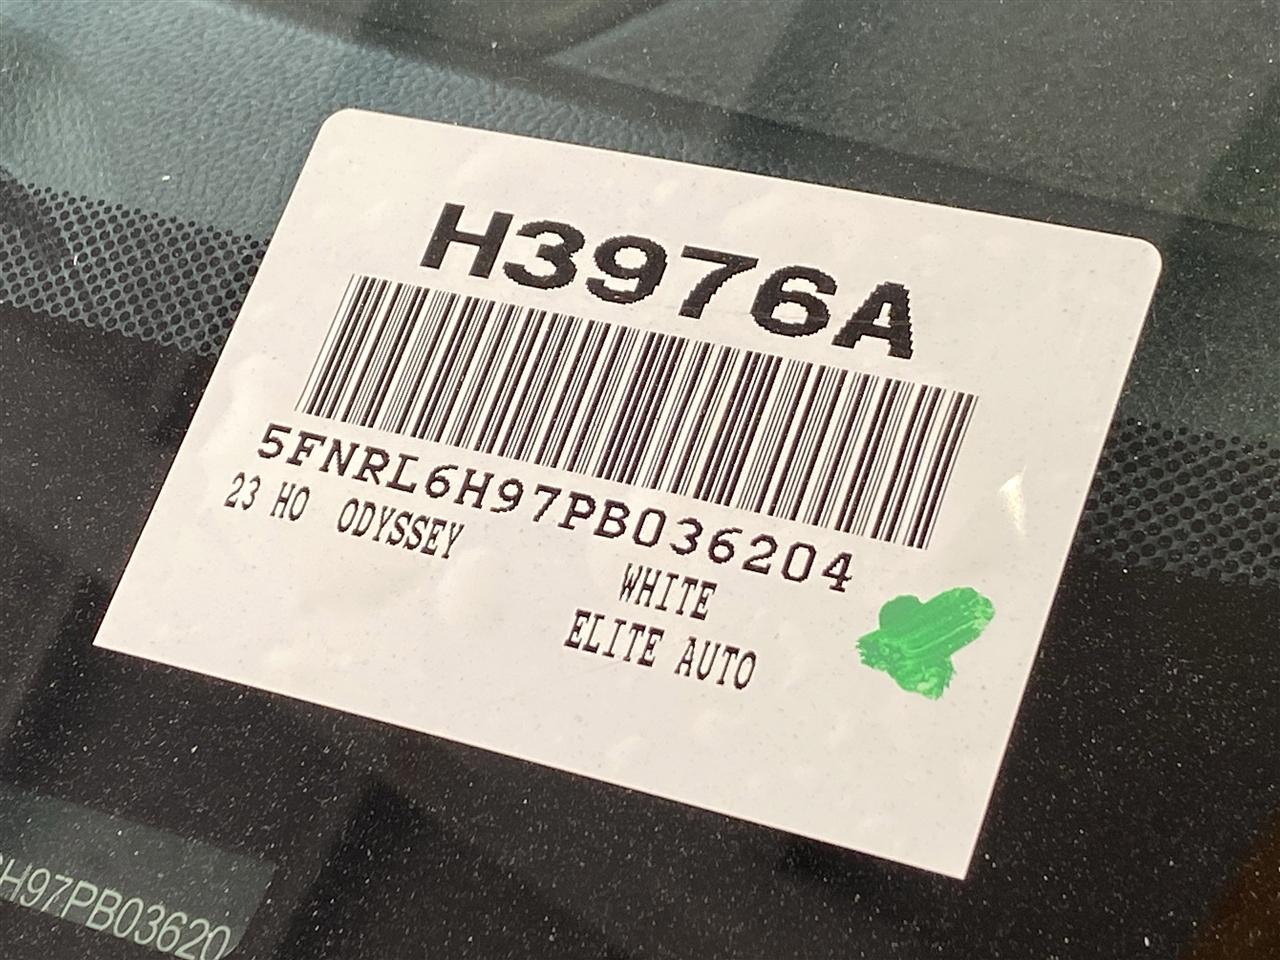 H3976A
5FNRL6H97PB036204
23 HO ODYSSEY
WHITE
ELITE AUTO
H97PB03620